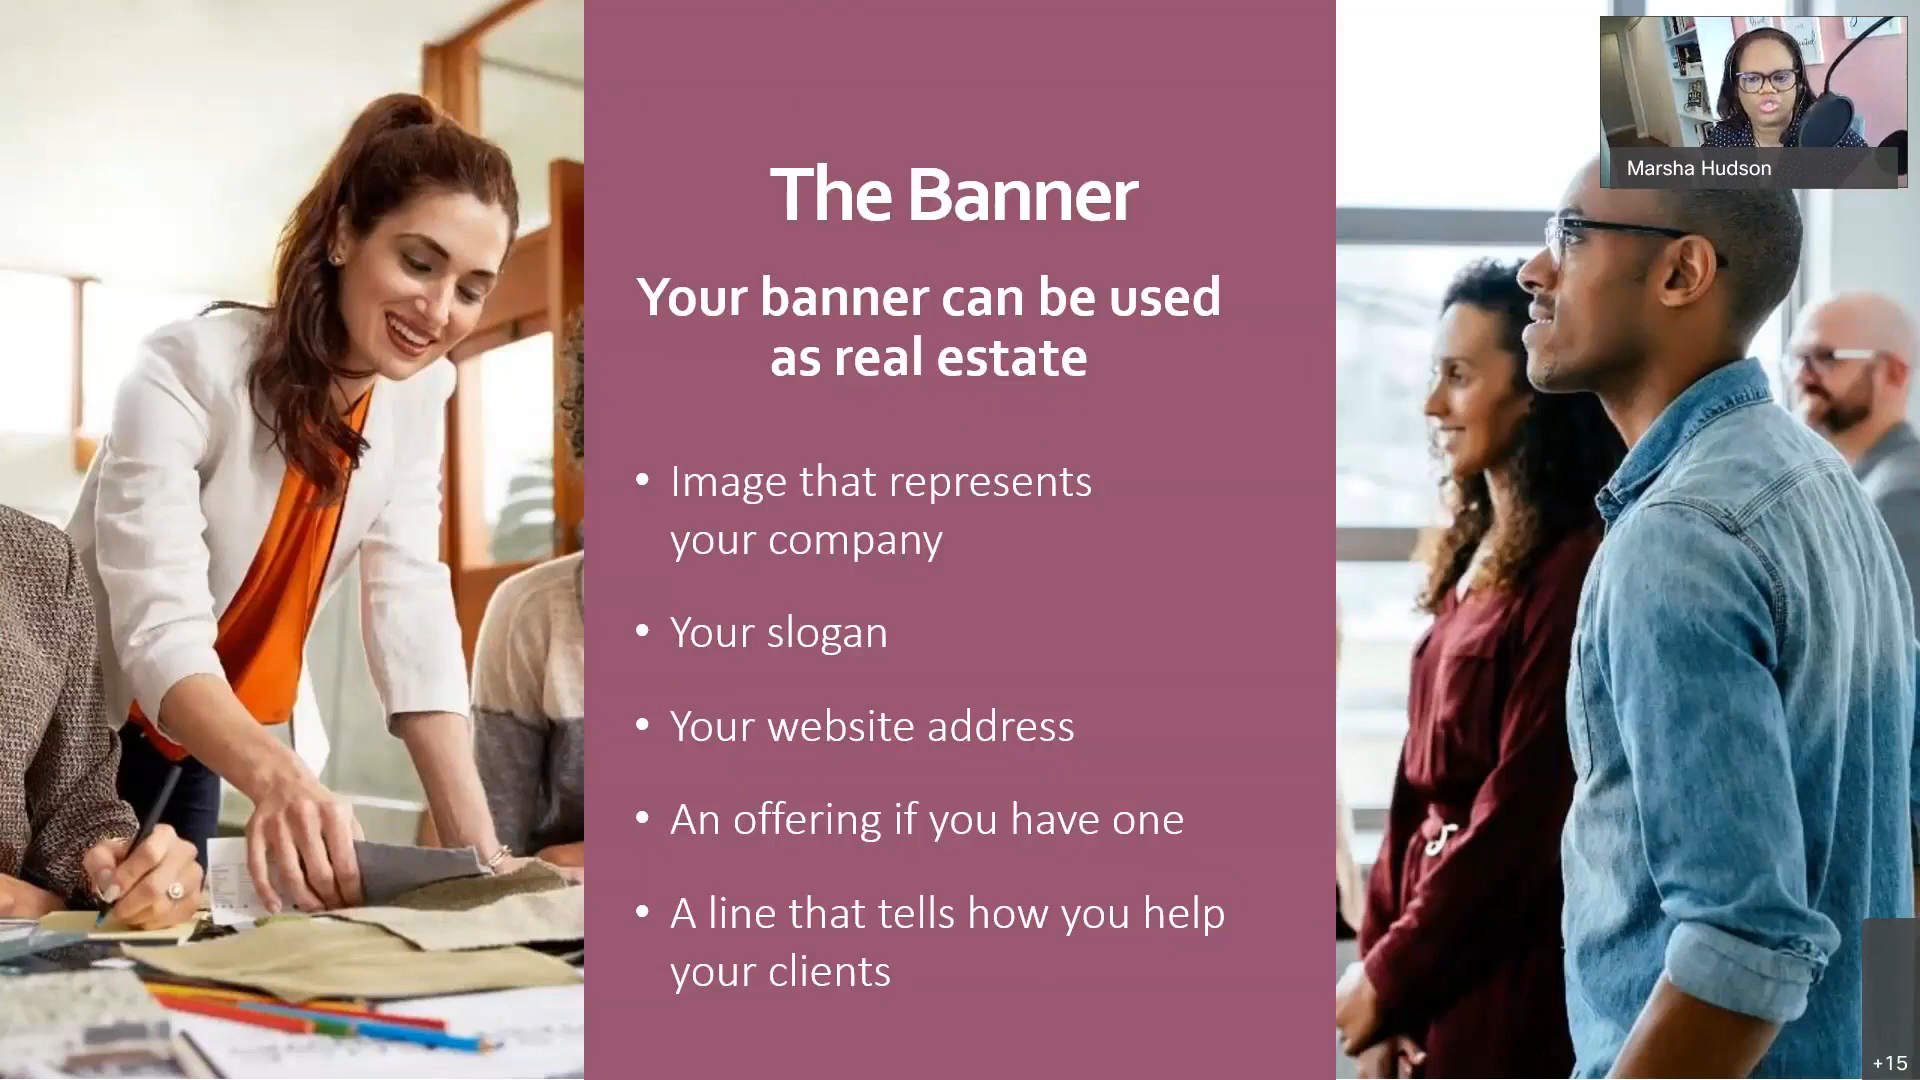 The Banner
Your banner can be used
as real estate
• Image that represents
your company
• Your slogan
• Your website address
• An offering if you have one
• A line that tells how you help
your clients
Marsha Hudson
+15